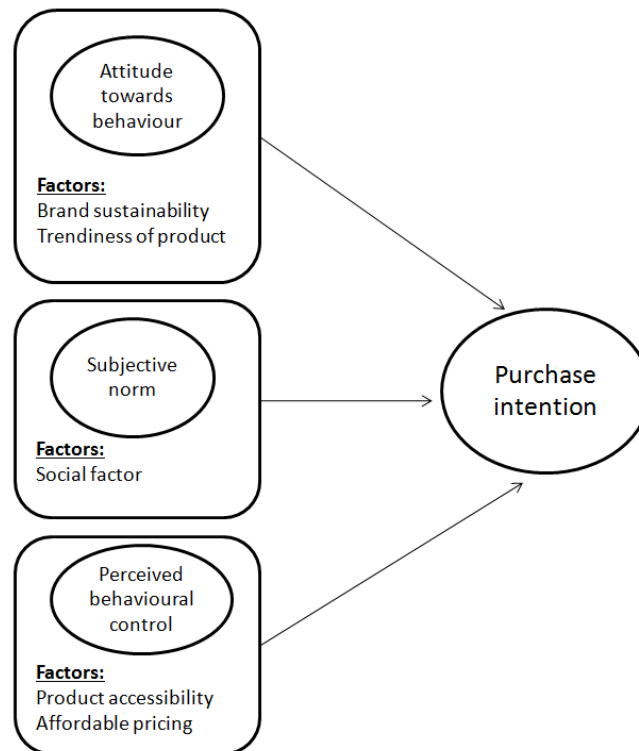 Attitude
towards
behaviour
Factors:
Brand sustainability
Trendiness of product
Subjective
norm
Factors:
Social factor
Perceived
behavioural
control
Factors:
Product accessibility
Affordable pricing
Purchase
intention